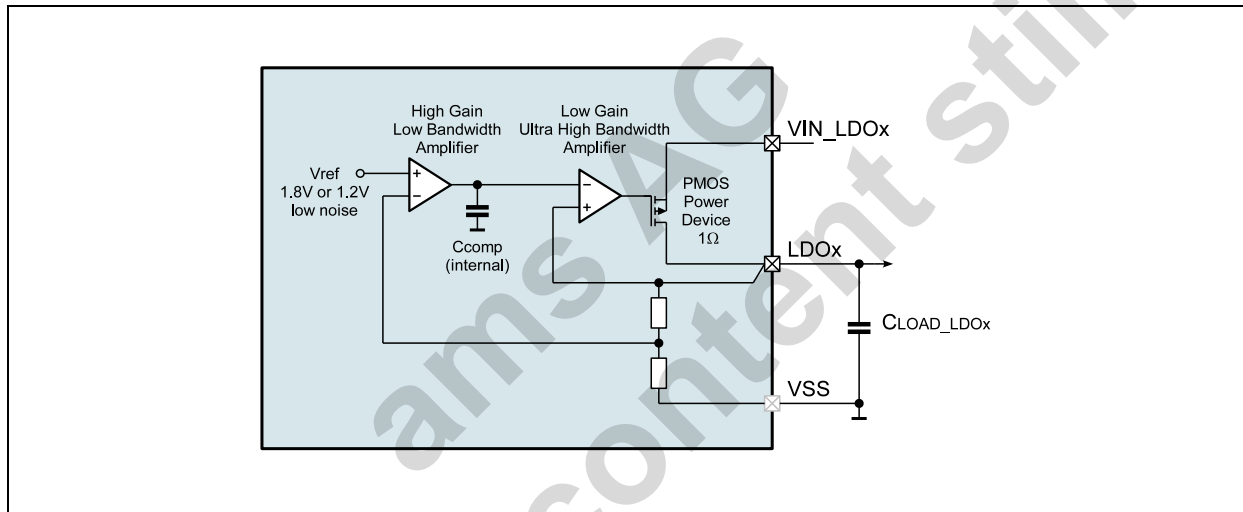 High Gain
Low Bandwidth
Amplifier
Low Gain
Ultra High Bandwidth
Amplifier
VIN_LDOx
Vref
1.8V or 1.2V
low noise
+
−
−
+
PMOS
Power
Device
1Ω
Ccomp
(internal)
LDOx
CLOAD_LDOx
VSS
ams AG
content stil